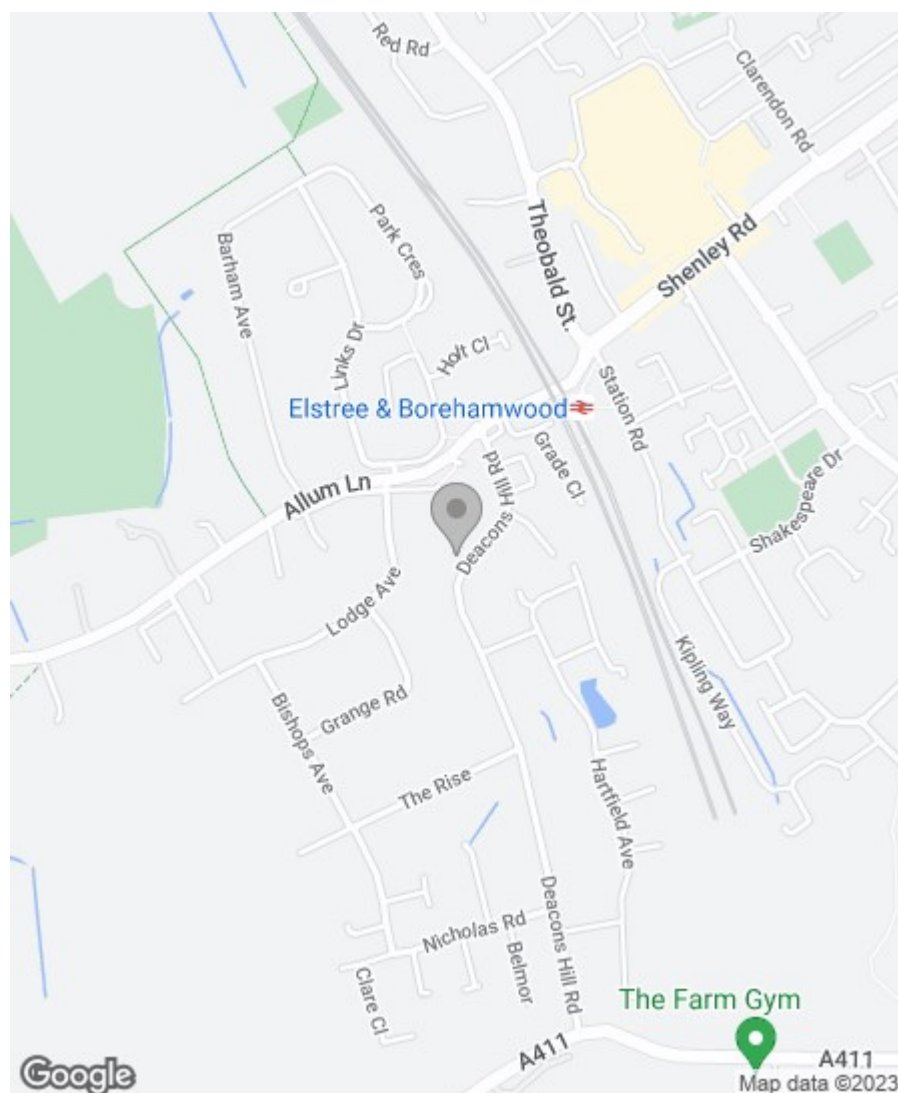 Red Rd
Clarendon Rd
Theobald St.
Shenley Rd
Park Cres
Barham Ave
Links Dr
Holt Cl
Elstree & Borehamwood
Station Rd
Grade Cl
Shakespeare Dr
Allum Ln
Deacons Hill Rd
Lodge Ave
Kipling Way
Grange Rd
Bishops Ave
The Rise
Hartfield Ave
Deacons Hill Rd
Nicholas Rd
Belmor
Clare Cl
The Farm Gym
A411
A411
Google
Map data ©2023